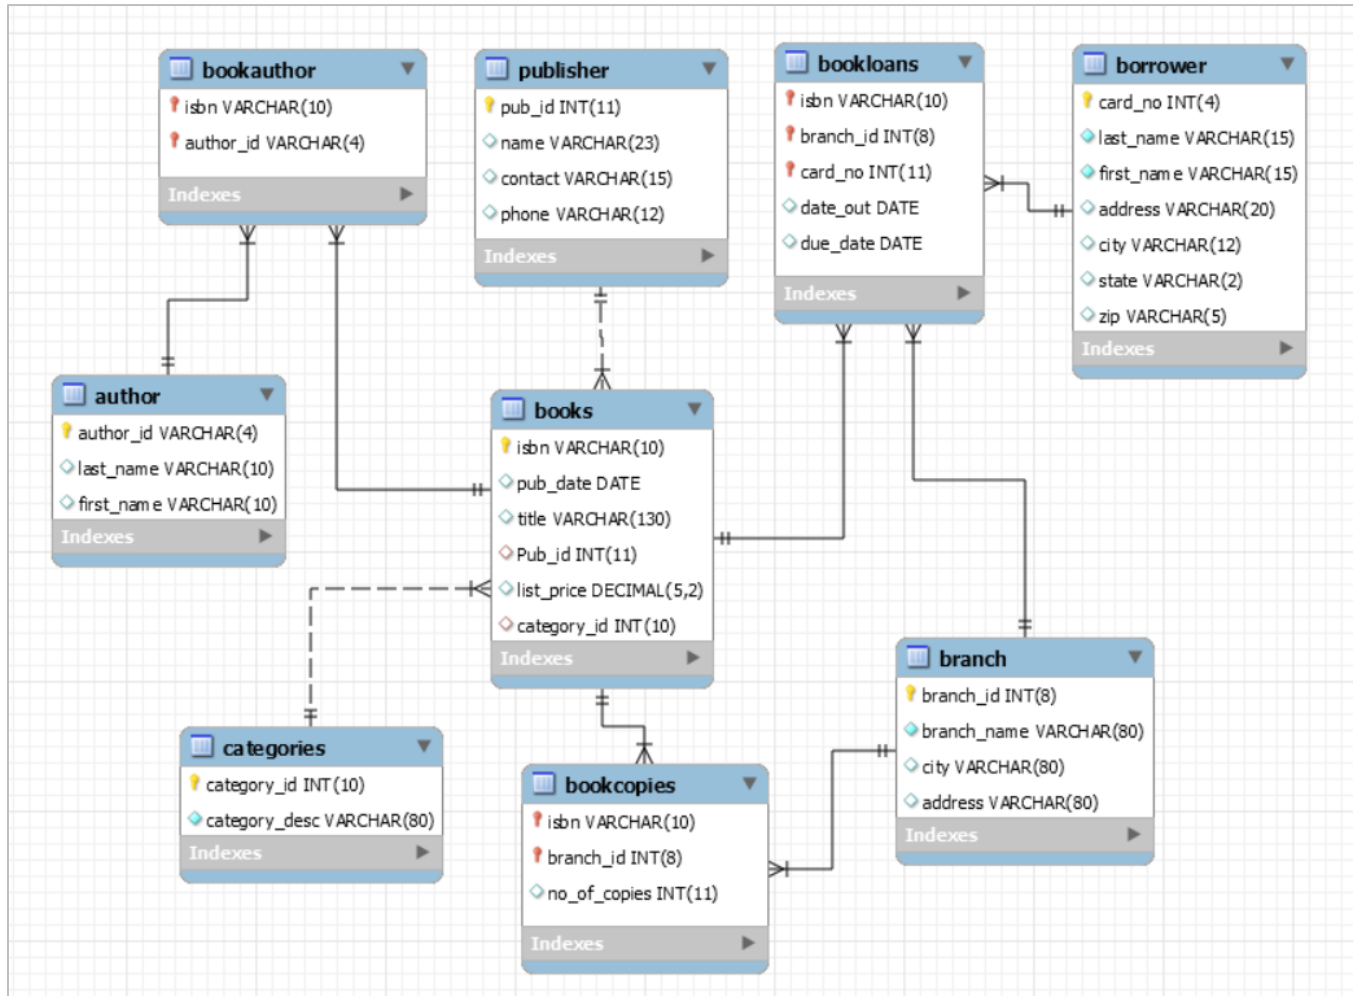 bookauthor
isbn VARCHAR(10)
author_id VARCHAR(4)
Indexes
publisher
pub_id INT(11)
name VARCHAR(23)
contact VARCHAR(15)
phone VARCHAR(12)
Indexes
bookloans
isbn VARCHAR(10)
branch_id INT(8)
card_no INT(11)
date_out DATE
due_date DATE
Indexes
borrower
card_no INT(4)
last_name VARCHAR(15)
first_name VARCHAR(15)
address VARCHAR(20)
city VARCHAR(12)
state VARCHAR(2)
zip VARCHAR(5)
Indexes
author
author_id VARCHAR(4)
last_name VARCHAR(10)
first_name VARCHAR(10)
Indexes
books
isbn VARCHAR(10)
pub_date DATE
title VARCHAR(130)
Pub_id INT(11)
list_price DECIMAL(5,2)
category_id INT(10)
Indexes
branch
branch_id INT(8)
branch_name VARCHAR(80)
city VARCHAR(80)
address VARCHAR(80)
Indexes
categories
category_id INT(10)
category_desc VARCHAR(80)
Indexes
bookcopies
isbn VARCHAR(10)
branch_id INT(8)
no_of_copies INT(11)
Indexes